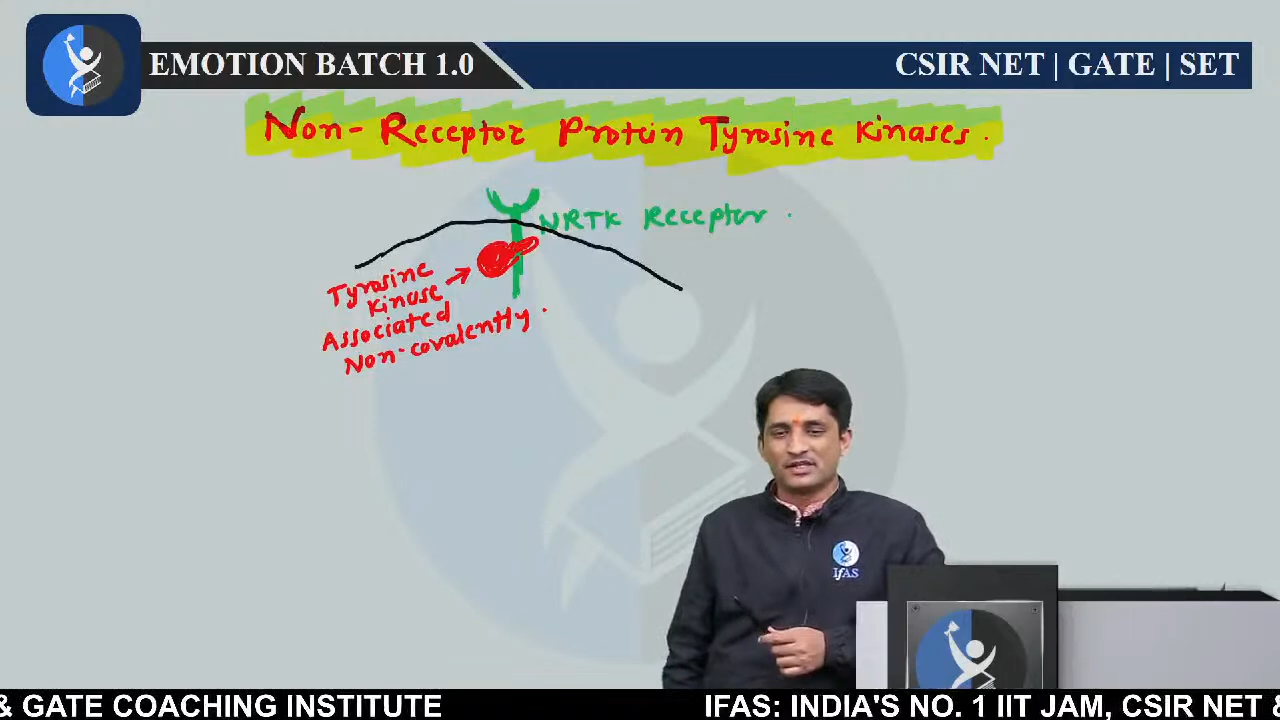 EMOTION BATCH 1.0
CSIR NET | GATE | SET
Non-Receptor Protein Tyrosine Kinases.
NRTK Receptor.
Tyrosine
kinase
Associated
Non-covalently.
IfAS
& GATE COACHING INSTITUTE
IFAS: INDIA'S NO. 1 IIT JAM, CSIR NET &